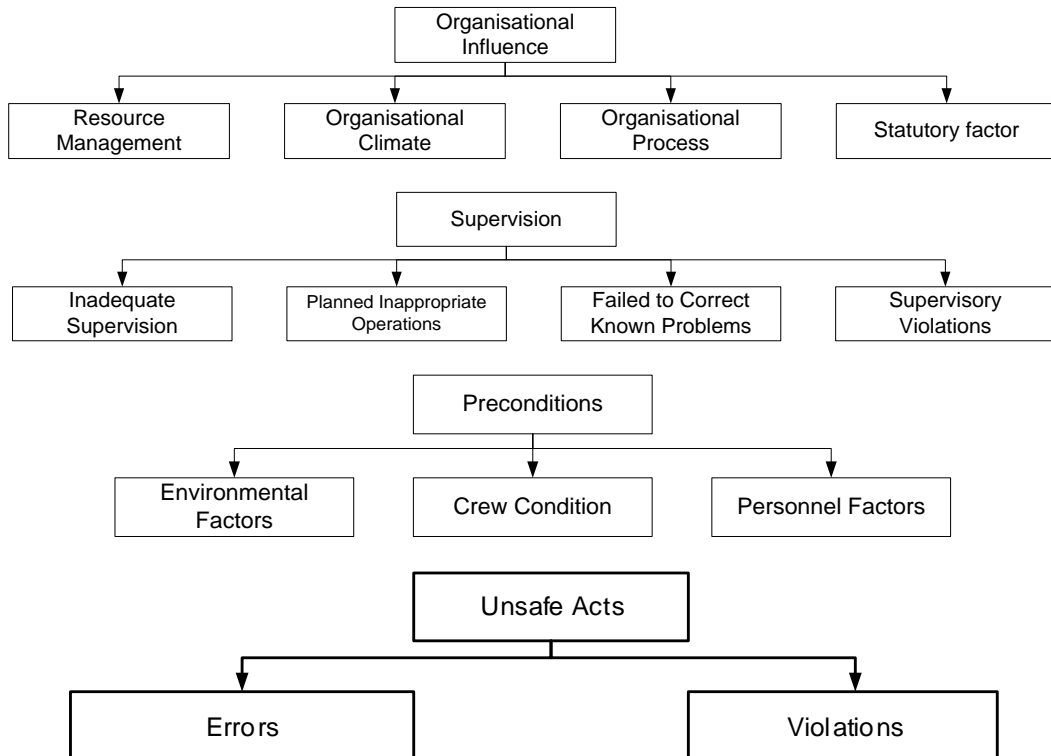 Organisational
Influence
Resource
Management
Organisational
Climate
Organisational
Process
Statutory factor
Supervision
Inadequate
Supervision
Planned Inappropriate
Operations
Failed to Correct
Known Problems
Supervisory
Violations
Preconditions
Environmental
Factors
Crew Condition
Personnel Factors
Unsafe Acts
Errors
Violations